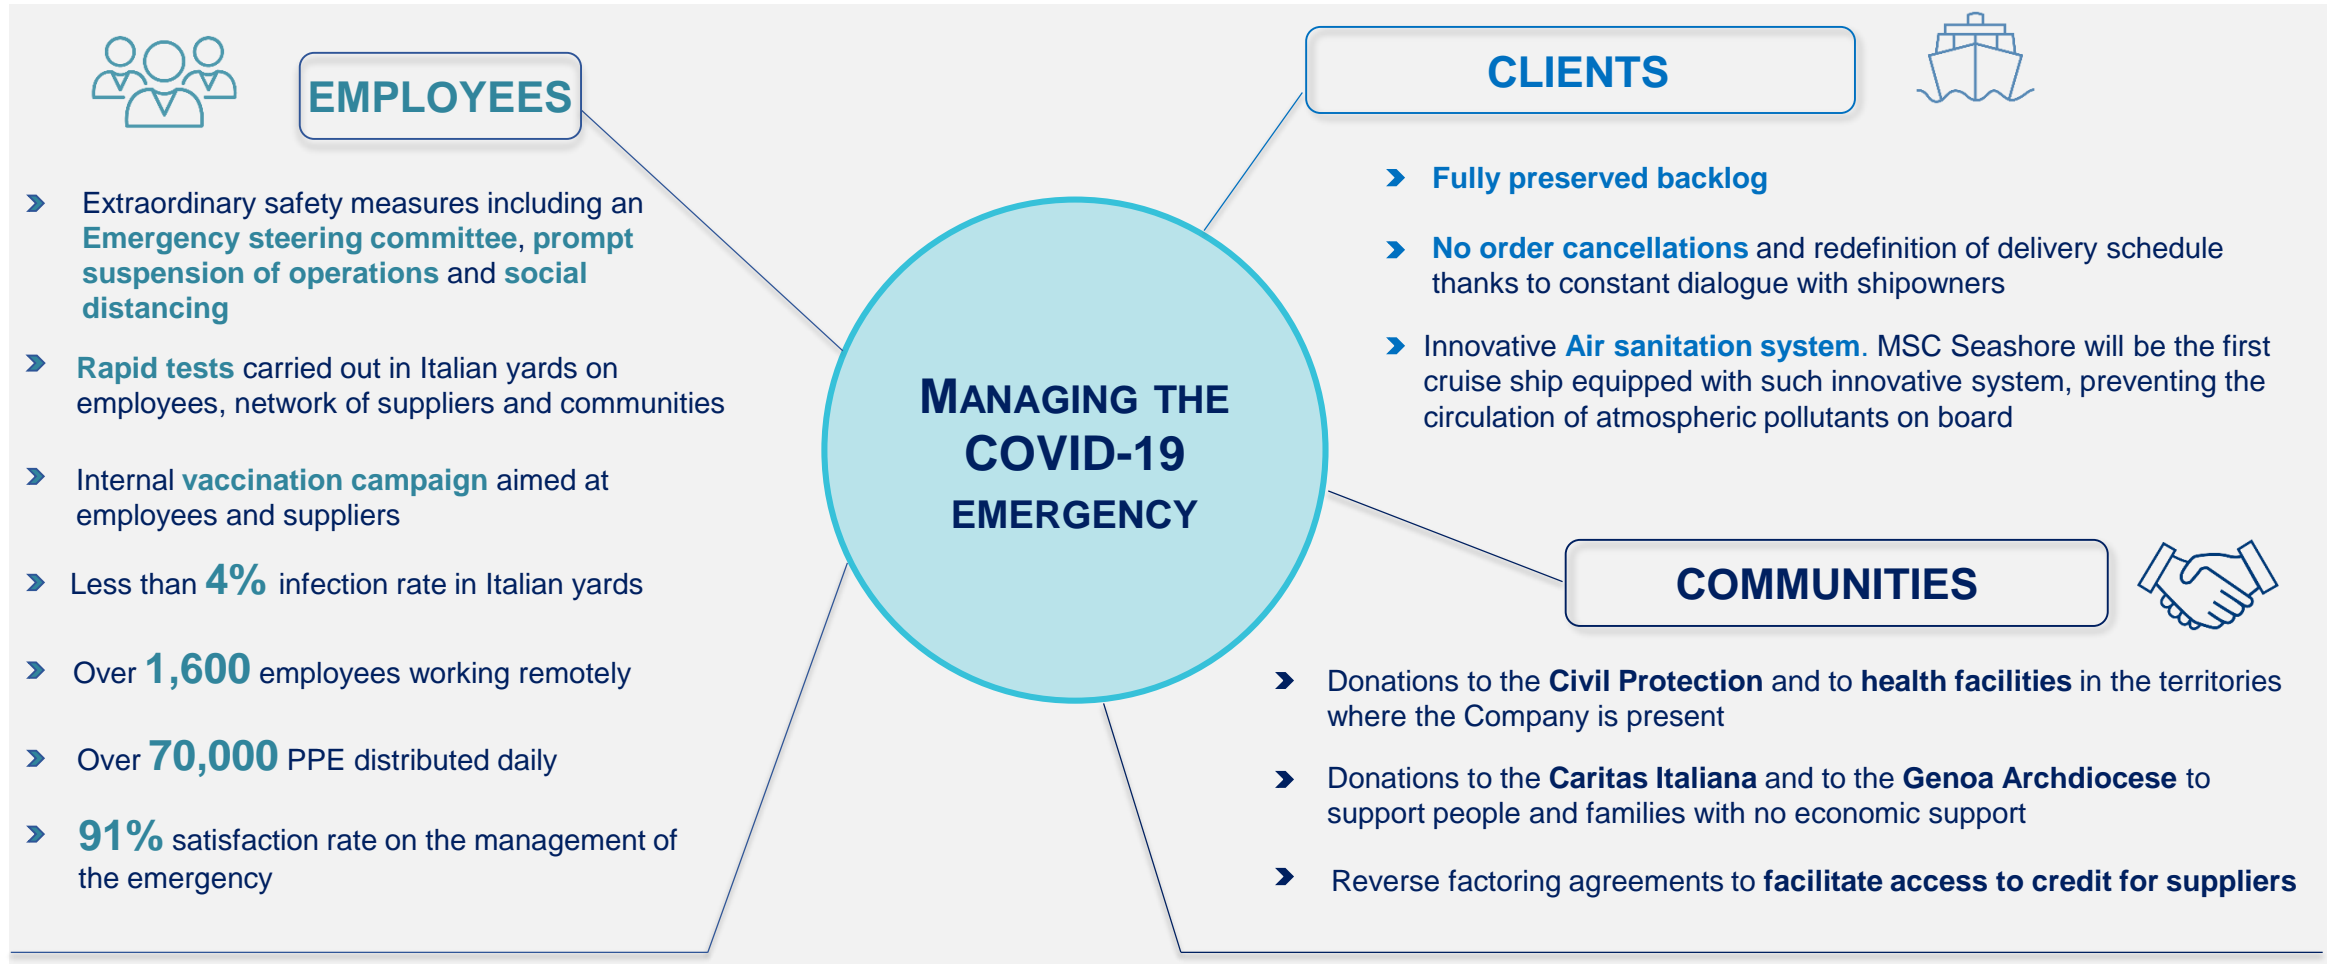 EMPLOYEES
Extraordinary safety measures including an
Emergency steering committee, prompt
suspension of operations and social
distancing
Rapid tests carried out in Italian yards on
employees, network of suppliers and communities
Internal vaccination campaign aimed at
employees and suppliers
Less than 4% infection rate in Italian yards
Over 1,600 employees working remotely
Over 70,000 PPE distributed daily
91% satisfaction rate on the management of
the emergency
MANAGING THE
COVID-19
EMERGENCY
CLIENTS
Fully preserved backlog
No order cancellations and redefinition of delivery schedule
thanks to constant dialogue with shipowners
Innovative Air sanitation system. MSC Seashore will be the first
cruise ship equipped with such innovative system, preventing the
circulation of atmospheric pollutants on board
COMMUNITIES
Donations to the Civil Protection and to health facilities in the territories
where the Company is present
Donations to the Caritas Italiana and to the Genoa Archdiocese to
support people and families with no economic support
Reverse factoring agreements to facilitate access to credit for suppliers